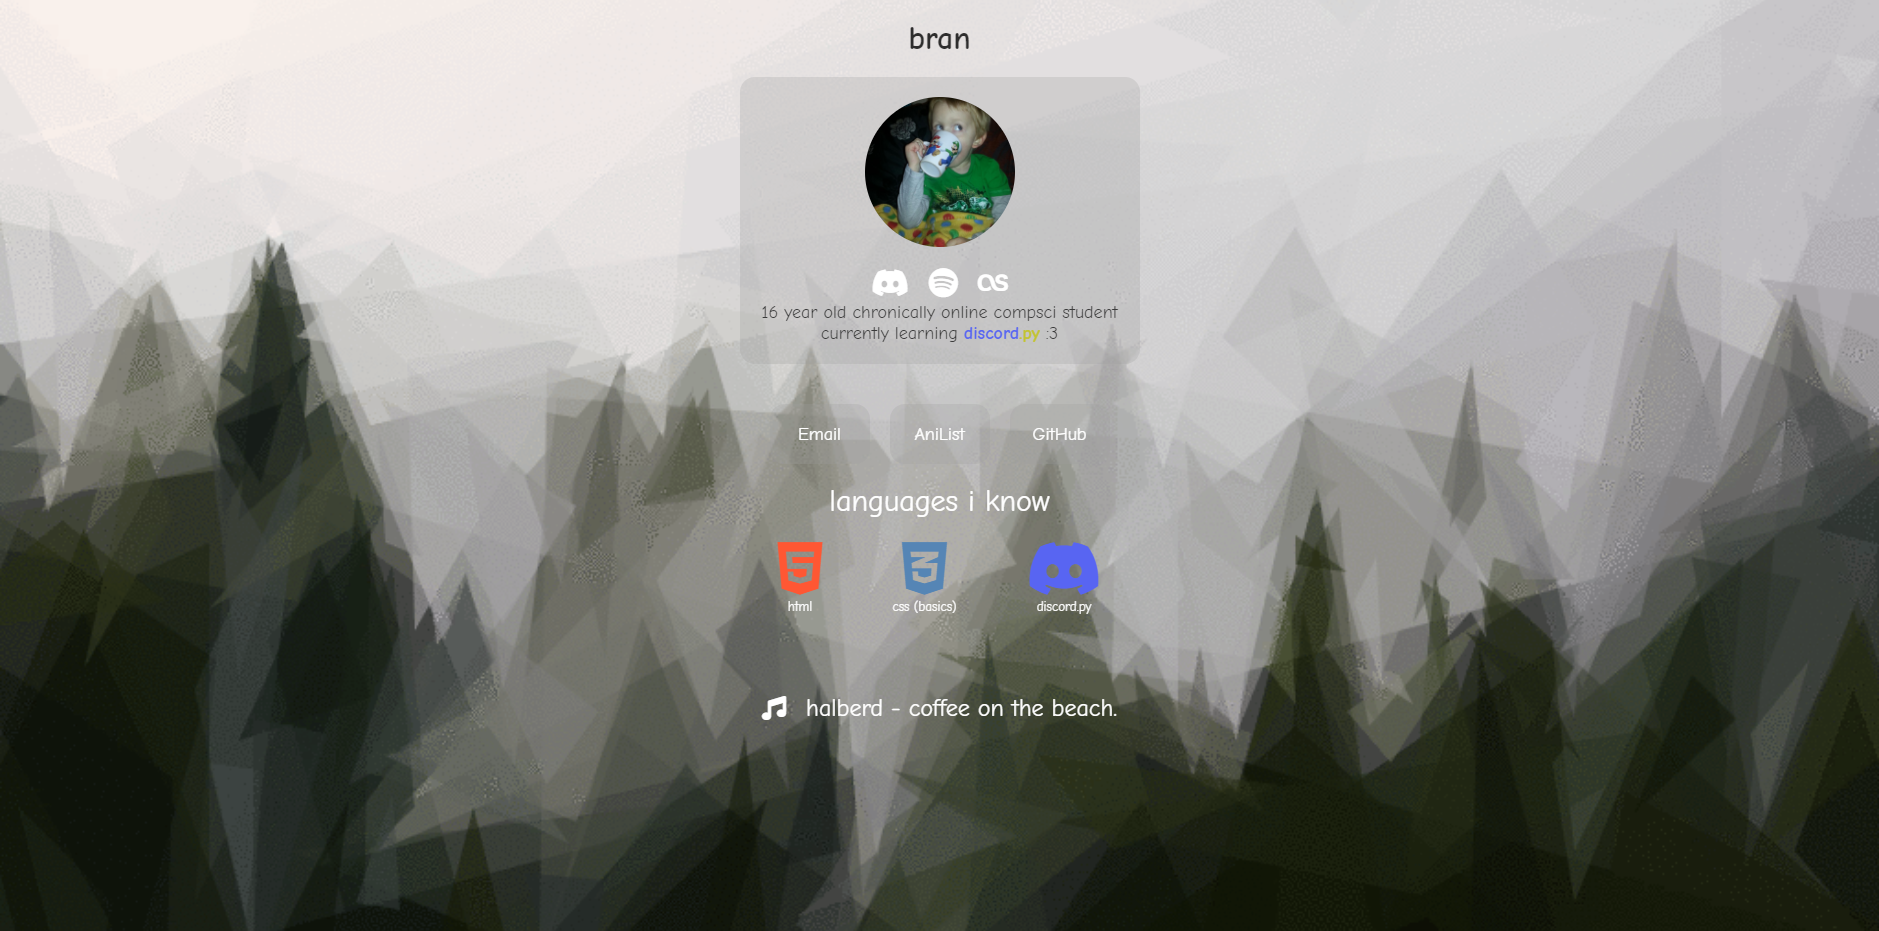 bran
16 year old chronically online compsci student
currently learning discord.py :3
Email AniList GitHub
languages i know
html css (basics) discord.py
halberd - coffee on the beach.